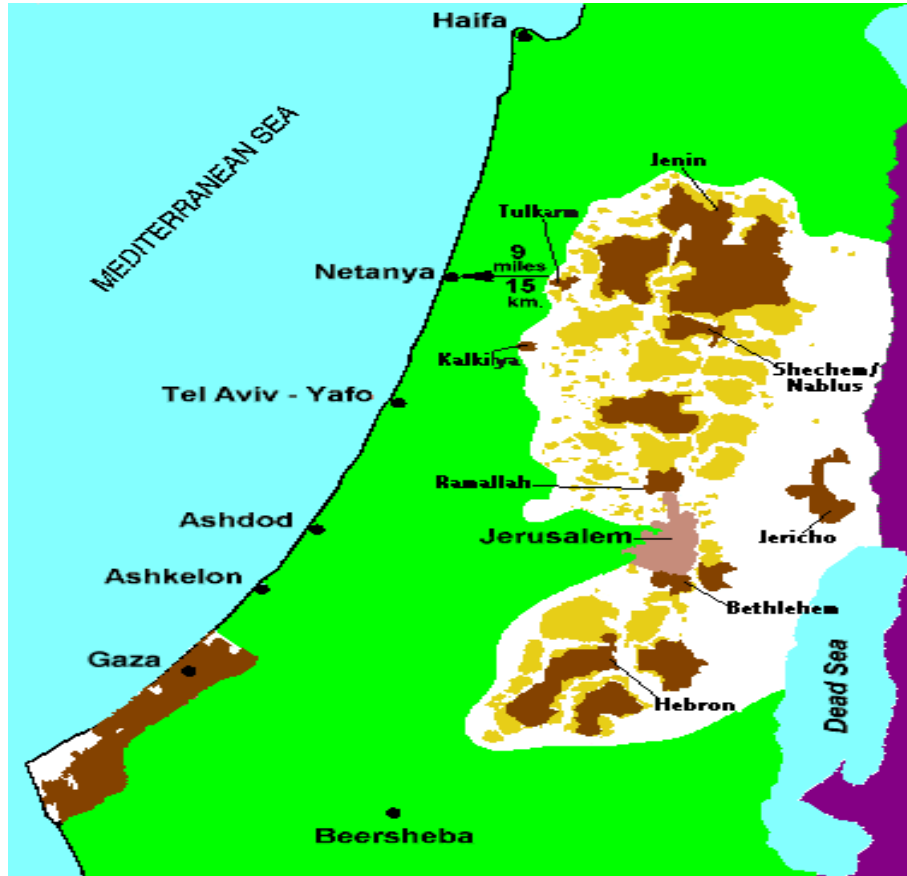 Haifa
MEDITERRANEAN SEA
Jenin
Tulkarm
9
miles
Netanya
15
km.
Kalkilya
Shechem/
Nablus
Tel Aviv - Yafo
Ramallah
Ashdod
Jerusalem
Jericho
Ashkelon
Bethlehem
Gaza
Dead Sea
Hebron
Beersheba